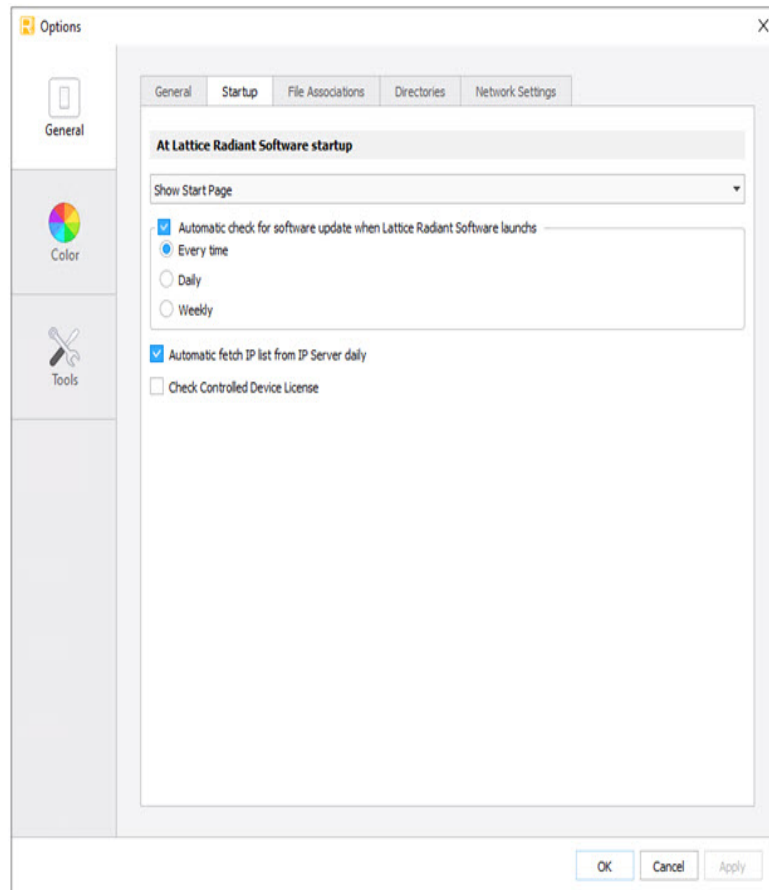 Options
General
Color
Tools
General Startup File Associations Directories Network Settings
At Lattice Radiant Software startup
Show Start Page
Automatic check for software update when Lattice Radiant Software launchs
Every time
Daily
Weekly
Automatic fetch IP list from IP Server daily
Check Controlled Device License
OK Cancel Apply